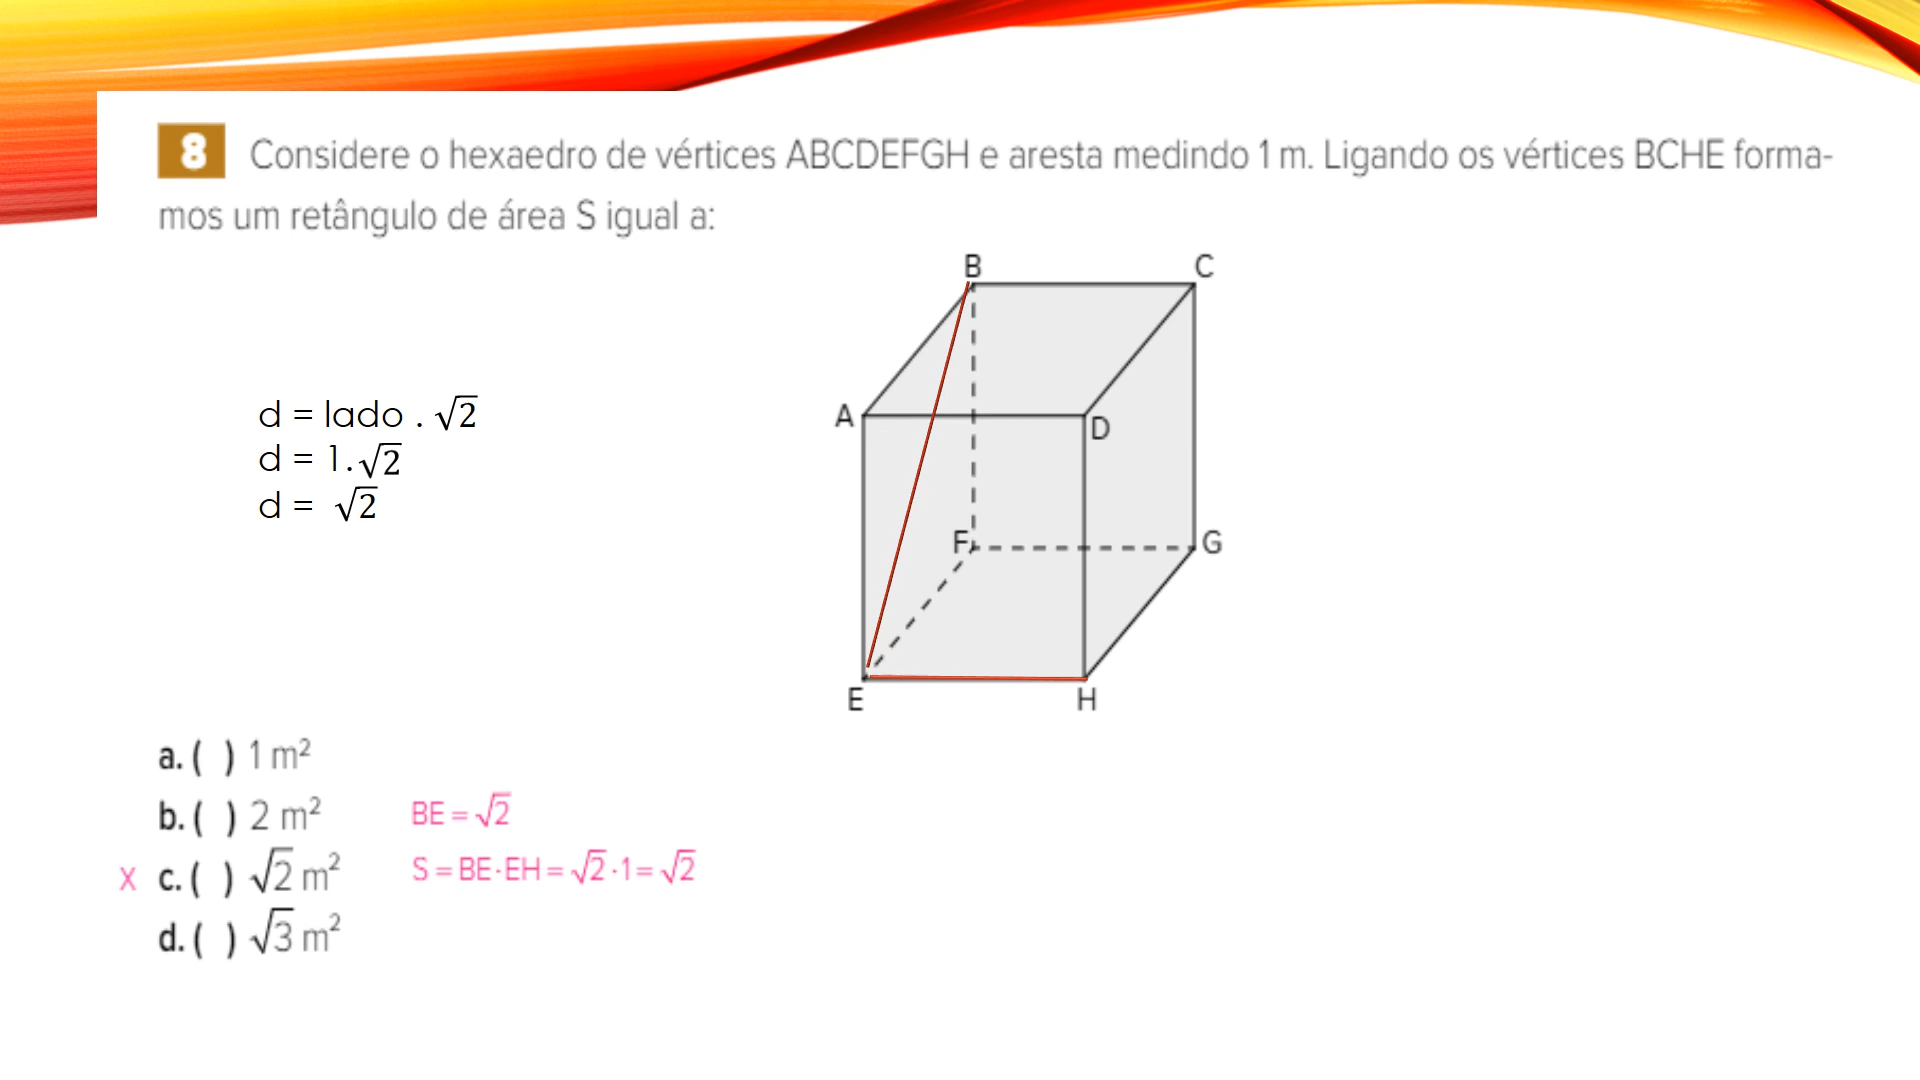 8 Considere o hexaedro de vértices ABCDEFGH e aresta medindo 1 m. Ligando os vértices BCHE forma-
mos um retângulo de área S igual a:
B C
d = lado . √2
A D
d = 1.√2
d = √2
F G
E H
a. ( ) 1 m²
b. ( ) 2 m² BE = √2
x c. ( ) √2 m² S = BE · EH = √2 · 1 = √2
d. ( ) √3 m²